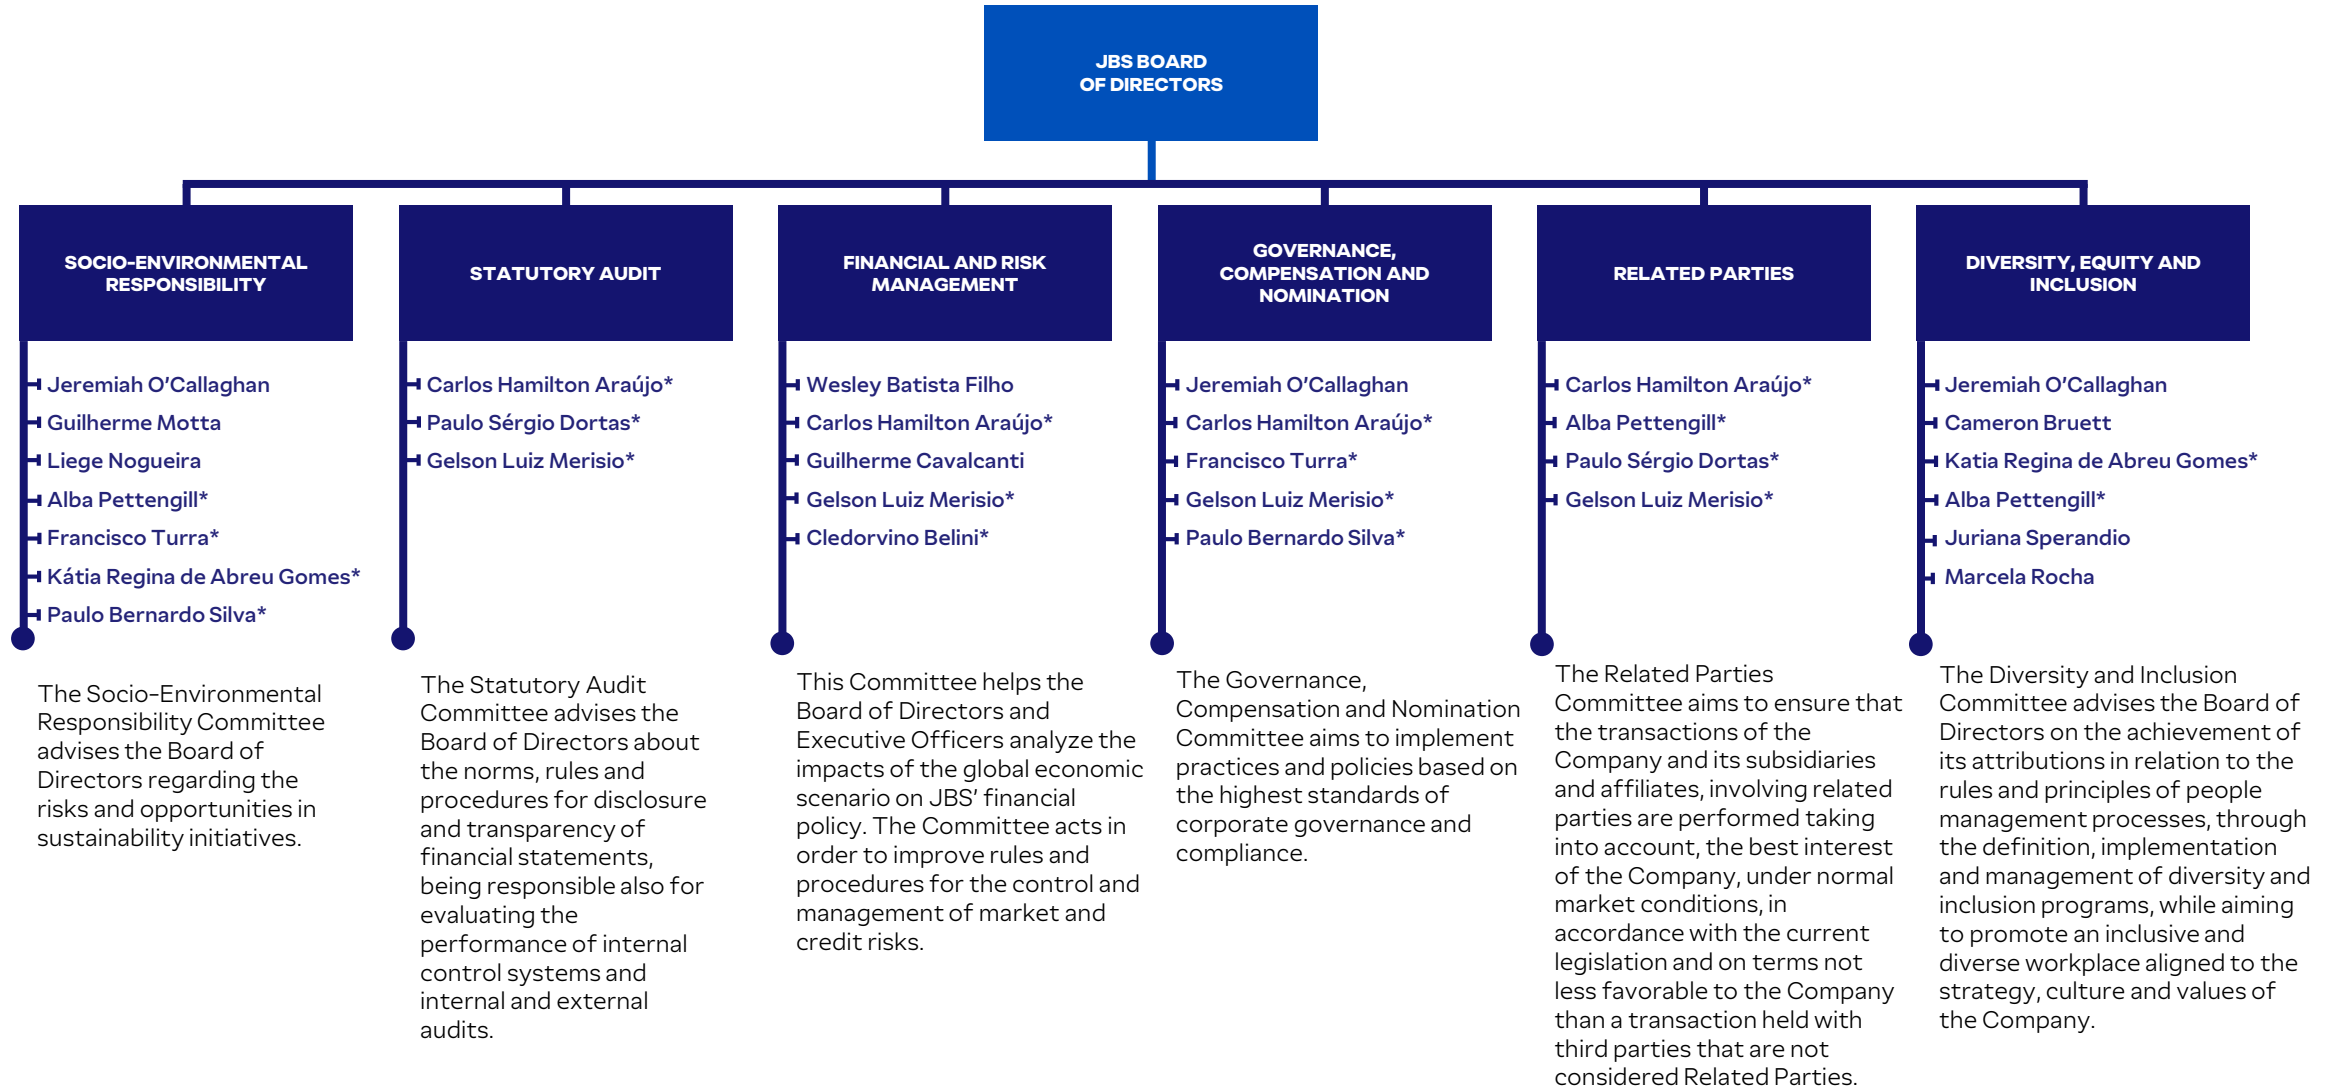 JBS BOARD
OF DIRECTORS
SOCIO-ENVIRONMENTAL
RESPONSIBILITY
Jeremiah O’Callaghan
Guilherme Motta
Liege Nogueira
Alba Pettengill*
Francisco Turra*
Kátia Regina de Abreu Gomes*
Paulo Bernardo Silva*
The Socio-Environmental
Responsibility Committee
advises the Board of
Directors regarding the
risks and opportunities in
sustainability initiatives.
STATUTORY AUDIT
Carlos Hamilton Araújo*
Paulo Sérgio Dortas*
Gelson Luiz Merisio*
The Statutory Audit
Committee advises the
Board of Directors about
the norms, rules and
procedures for disclosure
and transparency of
financial statements,
being responsible also for
evaluating the
performance of internal
control systems and
internal and external
audits.
FINANCIAL AND RISK
MANAGEMENT
Wesley Batista Filho
Carlos Hamilton Araújo*
Guilherme Cavalcanti
Gelson Luiz Merisio*
Cledorvino Belini*
This Committee helps the
Board of Directors and
Executive Officers analyze the
impacts of the global economic
scenario on JBS’ financial
policy. The Committee acts in
order to improve rules and
procedures for the control and
management of market and
credit risks.
GOVERNANCE,
COMPENSATION AND
NOMINATION
Jeremiah O’Callaghan
Carlos Hamilton Araújo*
Francisco Turra*
Gelson Luiz Merisio*
Paulo Bernardo Silva*
The Governance,
Compensation and Nomination
Committee aims to implement
practices and policies based on
the highest standards of
corporate governance and
compliance.
RELATED PARTIES
Carlos Hamilton Araújo*
Alba Pettengill*
Paulo Sérgio Dortas*
Gelson Luiz Merisio*
The Related Parties
Committee aims to ensure that
the transactions of the
Company and its subsidiaries
and affiliates, involving related
parties are performed taking
into account, the best interest
of the Company, under normal
market conditions, in
accordance with the current
legislation and on terms not
less favorable to the Company
than a transaction held with
third parties that are not
considered Related Parties.
DIVERSITY, EQUITY AND
INCLUSION
Jeremiah O’Callaghan
Cameron Bruett
Katia Regina de Abreu Gomes*
Alba Pettengill*
Juriana Sperandio
Marcela Rocha
The Diversity and Inclusion
Committee advises the Board of
Directors on the achievement of
its attributions in relation to the
rules and principles of people
management processes, through
the definition, implementation
and management of diversity and
inclusion programs, while aiming
to promote an inclusive and
diverse workplace aligned to the
strategy, culture and values of
the Company.